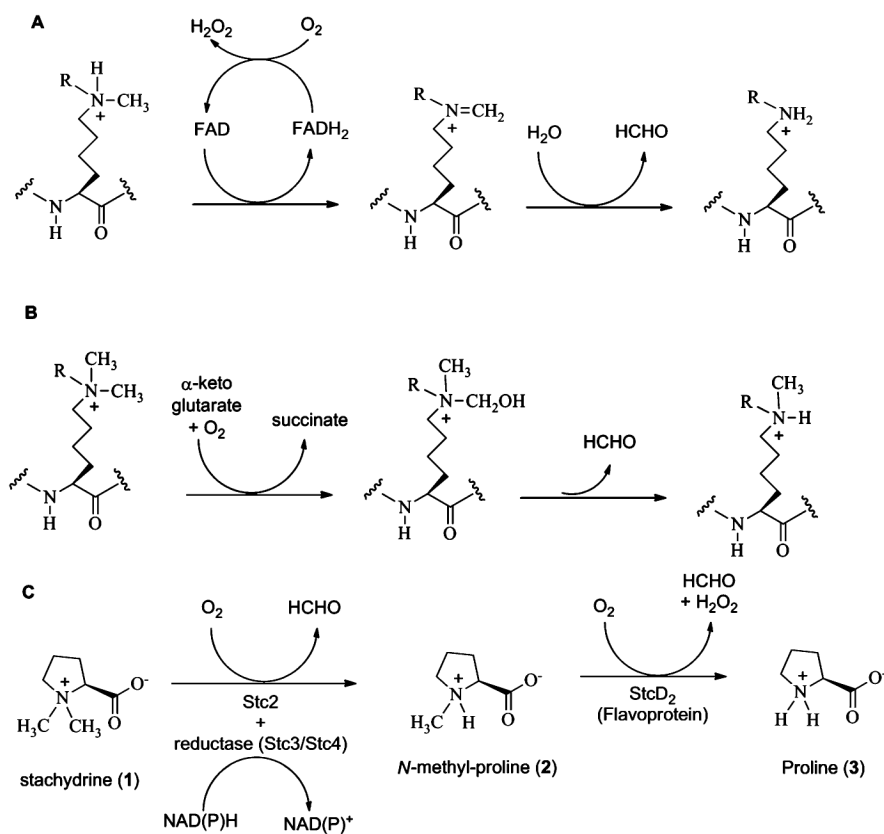 A
H₂O₂ O₂
H
R N CH₃
+
FAD FADH₂
N
H
O
R N=CH₂
+
N
H
O
H₂O HCHO
R NH₂
+
N
H
O
B
R CH₃
N CH₃
+
N
H
O
α-keto
glutarate
+ O₂
succinate
CH₃
R N CH₂OH
+
N
H
O
HCHO
CH₃
R N H
+
N
H
O
C
O₂ HCHO
N +
H₃C CH₃
O⁻
O
Stc2
+
reductase (Stc3/Stc4)
NAD(P)H NAD(P)⁺
stachydrine (1)
N +
H₃C H
O⁻
O
N-methyl-proline (2)
O₂
HCHO
+ H₂O₂
StcD₂
(Flavoprotein)
N +
H H
O⁻
O
Proline (3)